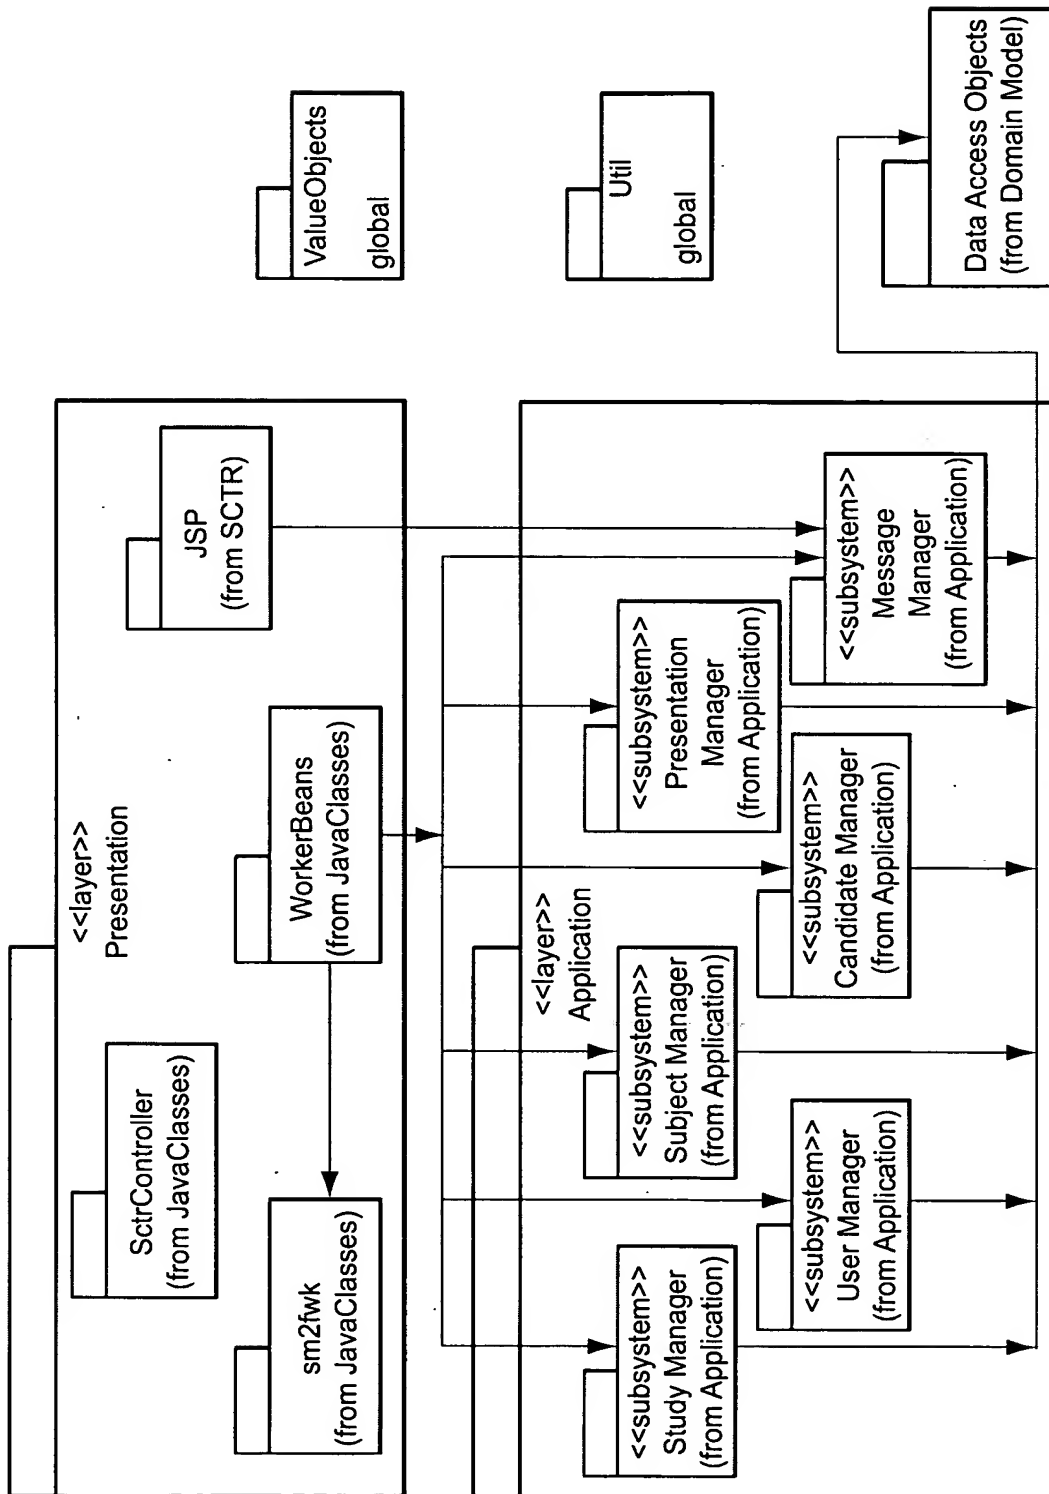 <<layer>>
Presentation
SctrController
(from JavaClasses)
sm2fwk
(from JavaClasses)
WorkerBeans
(from JavaClasses)
JSP
(from SCTR)
ValueObjects
global
Util
global
<<layer>>
Application
<<subsystem>>
Study Manager
(from Application)
<<subsystem>>
User Manager
(from Application)
<<subsystem>>
Subject Manager
(from Application)
<<subsystem>>
Candidate Manager
(from Application)
<<subsystem>>
Presentation
Manager
(from Application)
<<subsystem>>
Message
Manager
(from Application)
Data Access Objects
(from Domain Model)